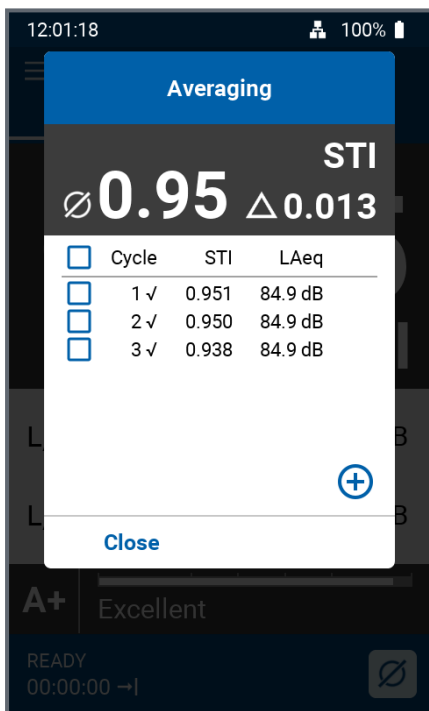 12:01:18 100%
Averaging
STI
∅0.95 △0.013
Cycle STI LAeq
1 √ 0.951 84.9 dB
2 √ 0.950 84.9 dB
3 √ 0.938 84.9 dB
L B
L B
Close
A+ Excellent
READY
00:00:00 →|